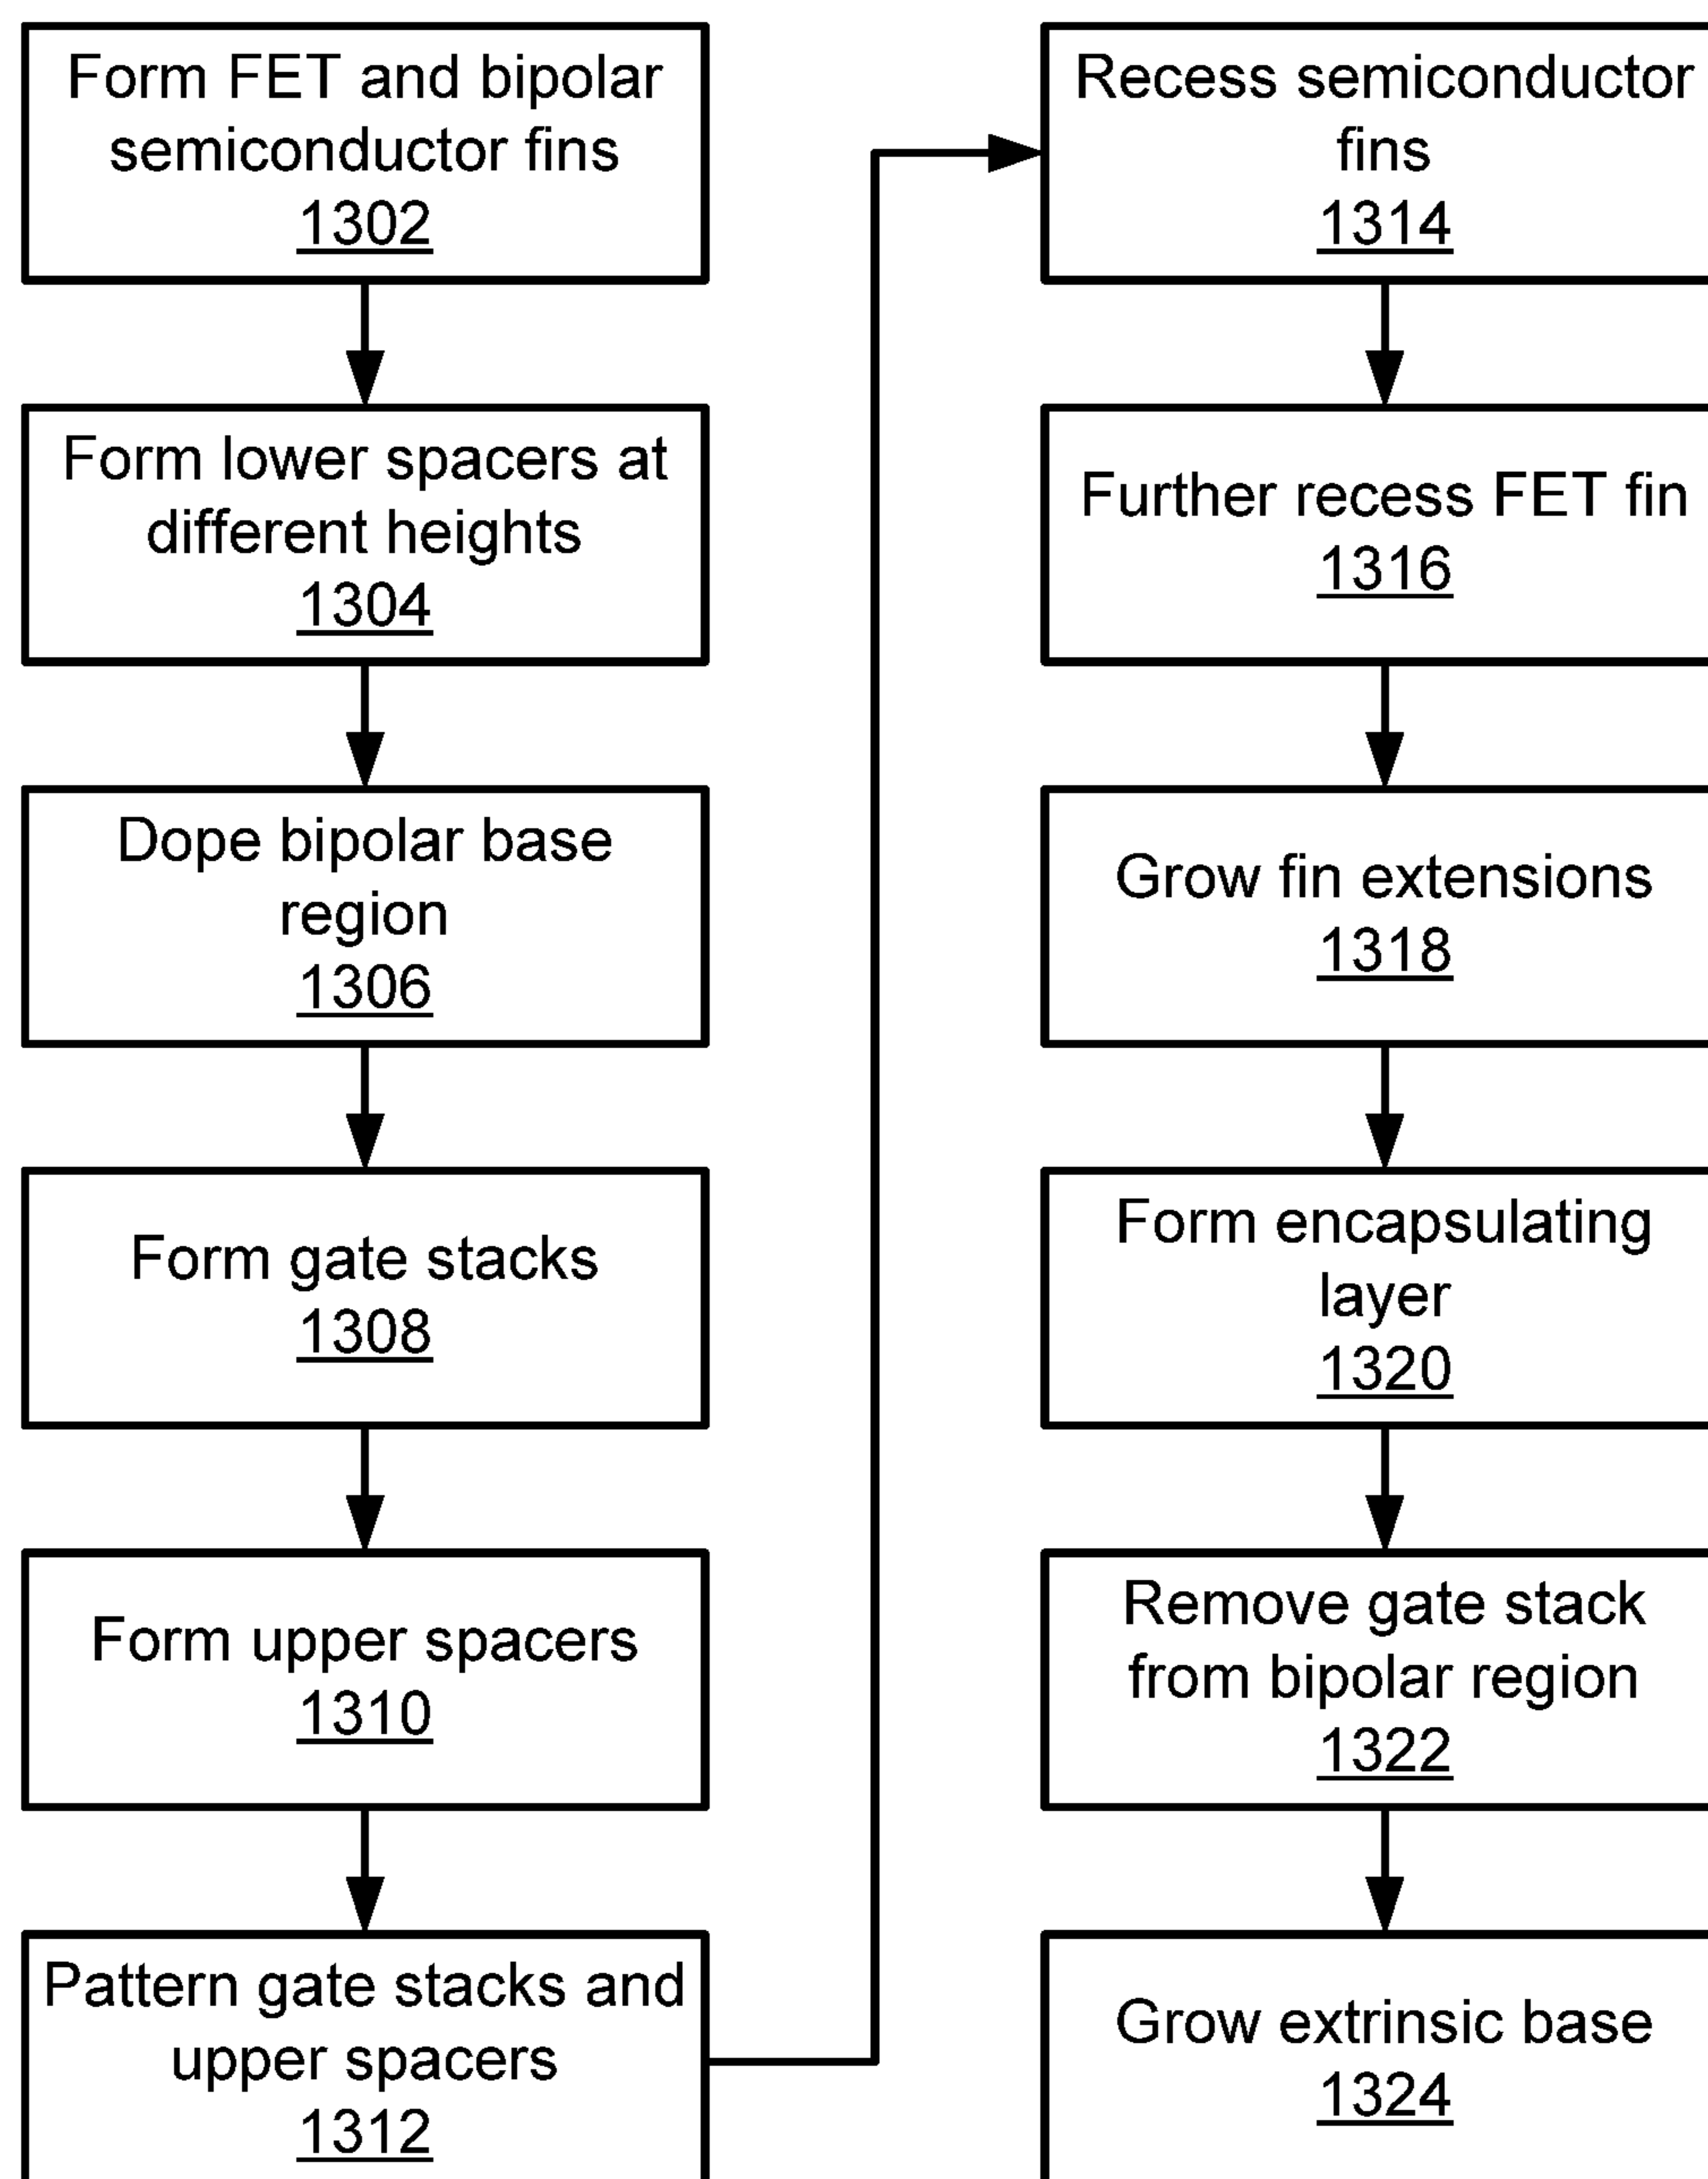 Form FET and bipolar
semiconductor fins
1302
Form lower spacers at
different heights
1304
Dope bipolar base
region
1306
Form gate stacks
1308
Form upper spacers
1310
Pattern gate stacks and
upper spacers
1312
Recess semiconductor
fins
1314
Further recess FET fin
1316
Grow fin extensions
1318
Form encapsulating
layer
1320
Remove gate stack
from bipolar region
1322
Grow extrinsic base
1324